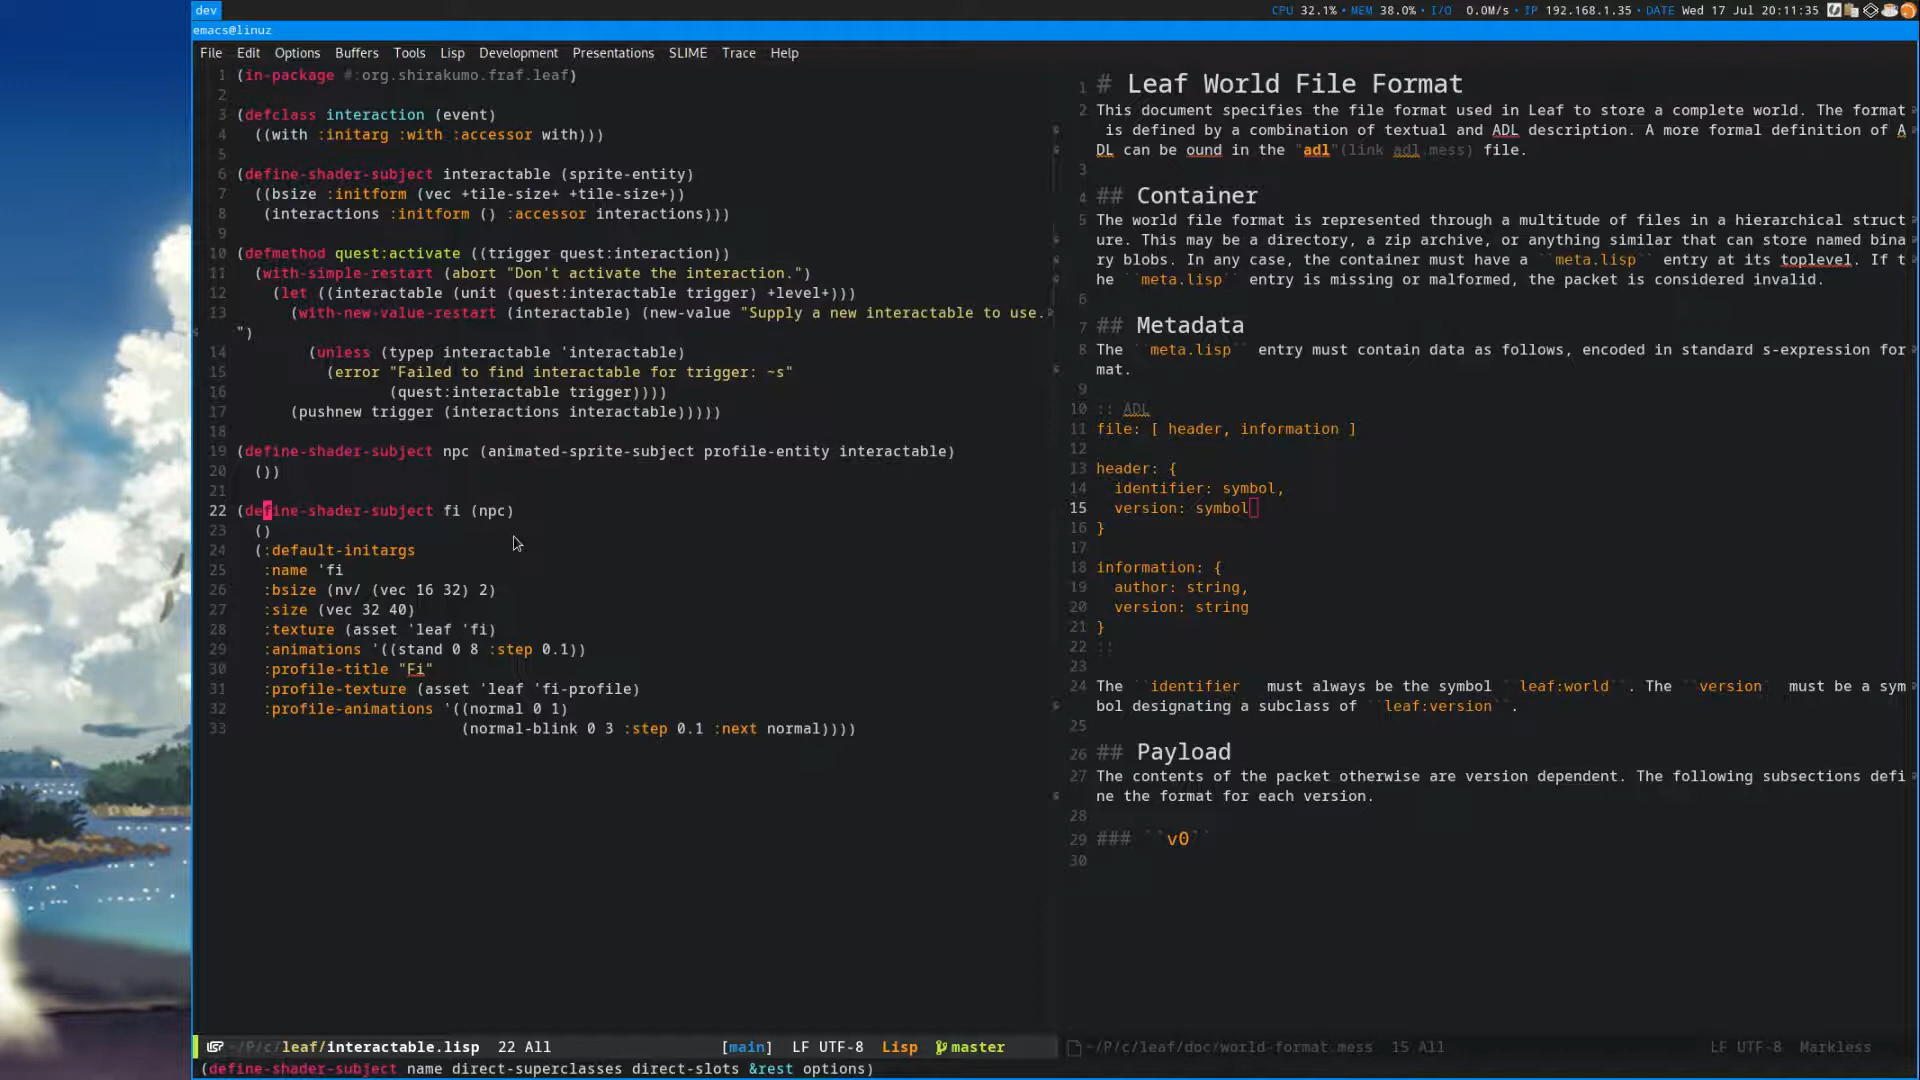 dev
CPU 32.1% • MEM 38.0% • I/O 0.0M/s • IP 192.168.1.35 • DATE Wed 17 Jul 20:11:35
emacs@linuz
File Edit Options Buffers Tools Lisp Development Presentations SLIME Trace Help
1 (in-package #:org.shirakumo.fraf.leaf)
2
3 (defclass interaction (event)
4 ((with :initarg :with :accessor with)))
5
6 (define-shader-subject interactable (sprite-entity)
7 ((bsize :initform (vec +tile-size+ +tile-size+))
8 (interactions :initform () :accessor interactions)))
9
10 (defmethod quest:activate ((trigger quest:interaction))
11 (with-simple-restart (abort "Don't activate the interaction.")
12 (let ((interactable (unit (quest:interactable trigger) +level+)))
13 (with-new-value-restart (interactable) (new-value "Supply a new interactable to use.
")
14 (unless (typep interactable 'interactable)
15 (error "Failed to find interactable for trigger: ~s"
16 (quest:interactable trigger))))
17 (pushnew trigger (interactions interactable)))))
18
19 (define-shader-subject npc (animated-sprite-subject profile-entity interactable)
20 ())
21
22 (define-shader-subject fi (npc)
23 ()
24 (:default-initargs
25 :name 'fi
26 :bsize (nv/ (vec 16 32) 2)
27 :size (vec 32 40)
28 :texture (asset 'leaf 'fi)
29 :animations '((stand 0 8 :step 0.1))
30 :profile-title "Fi"
31 :profile-texture (asset 'leaf 'fi-profile)
32 :profile-animations '((normal 0 1)
33 (normal-blink 0 3 :step 0.1 :next normal))))
~/P/c/leaf/interactable.lisp 22 All [main] LF UTF-8 Lisp master
(define-shader-subject name direct-superclasses direct-slots &rest options)
1 # Leaf World File Format
2 This document specifies the file format used in Leaf to store a complete world. The format
is defined by a combination of textual and ADL description. A more formal definition of A
DL can be ound in the "adl"(link adl.mess) file.
3
4 ## Container
5 The world file format is represented through a multitude of files in a hierarchical struct
ure. This may be a directory, a zip archive, or anything similar that can store named bina
ry blobs. In any case, the container must have a ``meta.lisp`` entry at its toplevel. If t
he ``meta.lisp`` entry is missing or malformed, the packet is considered invalid.
6
7 ## Metadata
8 The ``meta.lisp`` entry must contain data as follows, encoded in standard s-expression for
mat.
9
10 :: ADL
11 file: [ header, information ]
12
13 header: {
14 identifier: symbol,
15 version: symbol
16 }
17
18 information: {
19 author: string,
20 version: string
21 }
22 ::
23
24 The ``identifier`` must always be the symbol ``leaf:world``. The ``version`` must be a sym
bol designating a subclass of ``leaf:version``.
25
26 ## Payload
27 The contents of the packet otherwise are version dependent. The following subsections defi
ne the format for each version.
28
29 ### ``v0``
30
~/P/c/leaf/doc/world-format.mess 15 All LF UTF-8 Markless